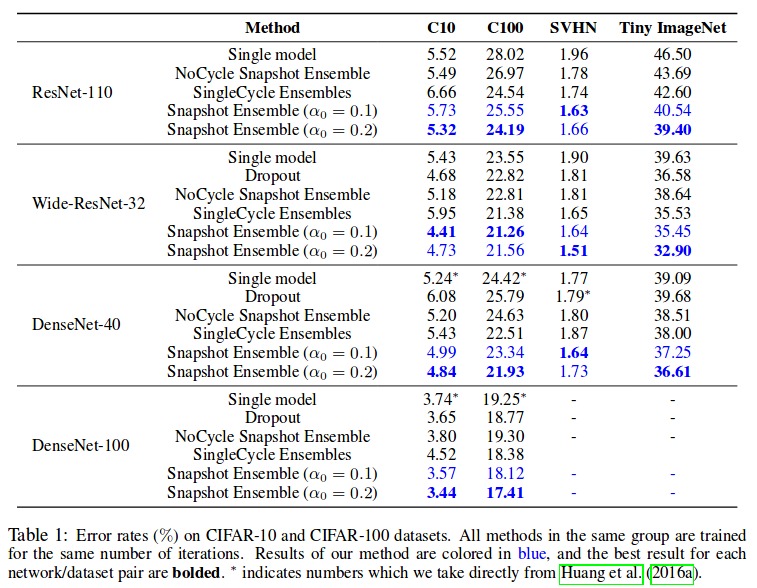 Method C10 C100 SVHN Tiny ImageNet
ResNet-110
Single model 5.52 28.02 1.96 46.50
NoCycle Snapshot Ensemble 5.49 26.97 1.78 43.69
SingleCycle Ensembles 6.66 24.54 1.74 42.60
Snapshot Ensemble (α₀ = 0.1) 5.73 25.55 1.63 40.54
Snapshot Ensemble (α₀ = 0.2) 5.32 24.19 1.66 39.40
Wide-ResNet-32
Single model 5.43 23.55 1.90 39.63
Dropout 4.68 22.82 1.81 36.58
NoCycle Snapshot Ensemble 5.18 22.81 1.81 38.64
SingleCycle Ensembles 5.95 21.38 1.65 35.53
Snapshot Ensemble (α₀ = 0.1) 4.41 21.26 1.64 35.45
Snapshot Ensemble (α₀ = 0.2) 4.73 21.56 1.51 32.90
DenseNet-40
Single model 5.24* 24.42* 1.77 39.09
Dropout 6.08 25.79 1.79* 39.68
NoCycle Snapshot Ensemble 5.20 24.63 1.80 38.51
SingleCycle Ensembles 5.43 22.51 1.87 38.00
Snapshot Ensemble (α₀ = 0.1) 4.99 23.34 1.64 37.25
Snapshot Ensemble (α₀ = 0.2) 4.84 21.93 1.73 36.61
DenseNet-100
Single model 3.74* 19.25* - -
Dropout 3.65 18.77 - -
NoCycle Snapshot Ensemble 3.80 19.30 - -
SingleCycle Ensembles 4.52 18.38
Snapshot Ensemble (α₀ = 0.1) 3.57 18.12 - -
Snapshot Ensemble (α₀ = 0.2) 3.44 17.41 - -
Table 1: Error rates (%) on CIFAR-10 and CIFAR-100 datasets. All methods in the same group are trained
for the same number of iterations. Results of our method are colored in blue, and the best result for each
network/dataset pair are bolded. * indicates numbers which we take directly from Huang et al. (2016a).